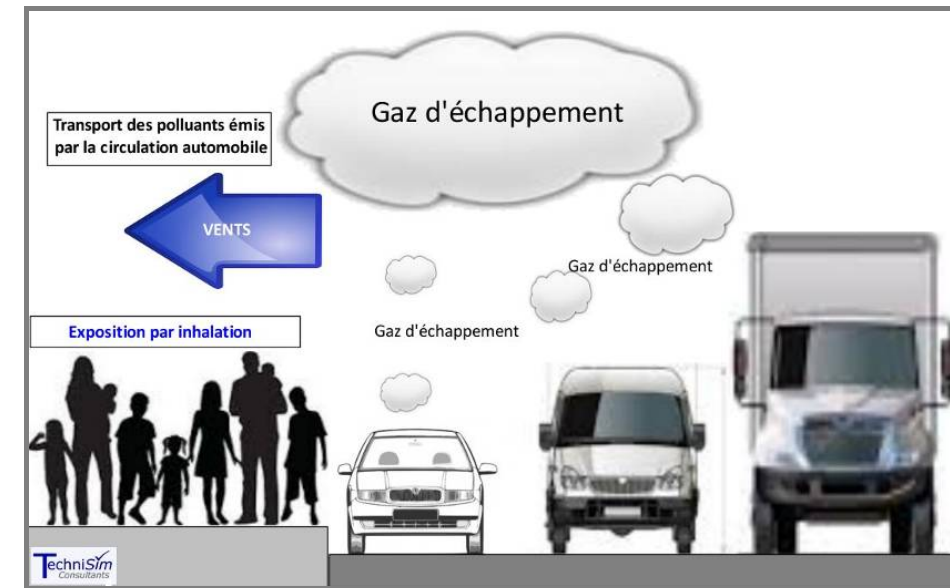 Gaz d'échappement
Transport des polluants émis
par la circulation automobile
VENTS
Gaz d'échappement
Exposition par inhalation
Gaz d'échappement
TechniSim
Consultants